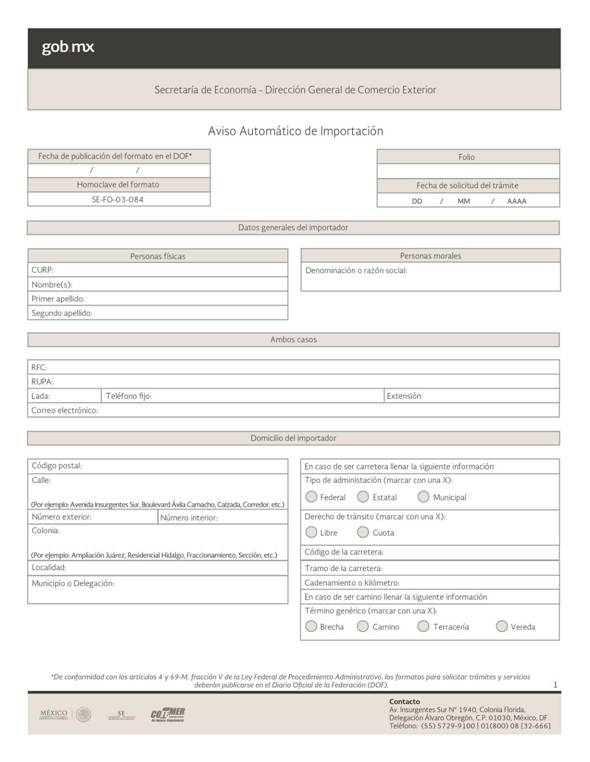 gob.mx
Secretaría de Economía - Dirección General de Comercio Exterior
Aviso Automático de Importación
Fecha de publicación del formato en el DOF*
/ /
Homoclave del formato
SE-FO-03-084
Folio
Fecha de solicitud del trámite
DD / MM / AAAA
Datos generales del importador
Personas físicas
CURP:
Nombre(s):
Primer apellido:
Segundo apellido:
Personas morales
Denominación o razón social:
Ambos casos
RFC:
RUPA:
Lada: Teléfono fijo: Extensión:
Correo electrónico:
Domicilio del importador
Código postal:
Calle:
(Por ejemplo: Avenida Insurgentes Sur, Boulevard Ávila Camacho, Calzada, Corredor, etc.)
Número exterior: Número interior:
Colonia:
(Por ejemplo: Ampliación Juárez, Residencial Hidalgo, Fraccionamiento, Sección, etc.)
Localidad:
Municipio o Delegación:
En caso de ser carretera llenar la siguiente información
Tipo de administación (marcar con una X):
Federal Estatal Municipal
Derecho de tránsito (marcar con una X):
Libre Cuota
Código de la carretera:
Tramo de la carretera:
Cadenamiento o kilómetro:
En caso de ser camino llenar la siguiente información
Término genérico (marcar con una X):
Brecha Camino Terracería Vereda
*De conformidad con los artículos 4 y 69-M, fracción V de la Ley Federal de Procedimiento Administrativo, los formatos para solicitar trámites y servicios
deberán publicarse en el Diario Oficial de la Federación (DOF).
1
MÉXICO
SE
COFEMER
Contacto
Av. Insurgentes Sur N° 1940, Colonia Florida,
Delegación Álvaro Obregón, C.P. 01030, México, DF
Teléfono: (55) 5729-9100 | 01(800) 08 [32-666]